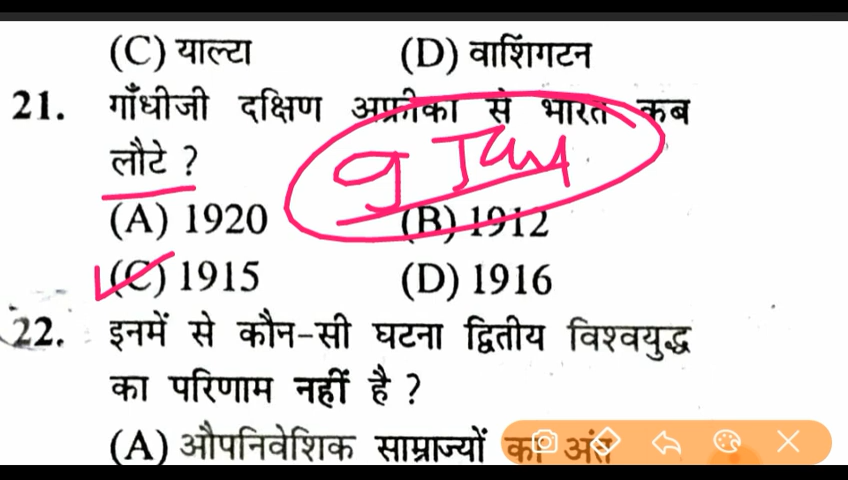 (C) याल्टा (D) वाशिंगटन
21. गाँधीजी दक्षिण अफ्रीका से भारत कब
लौटे ?
9 Jan
(A) 1920 (B) 1912
(C) 1915 (D) 1916
22. इनमें से कौन-सी घटना द्वितीय विश्वयुद्ध
का परिणाम नहीं है ?
(A) औपनिवेशिक साम्राज्यों का अंत